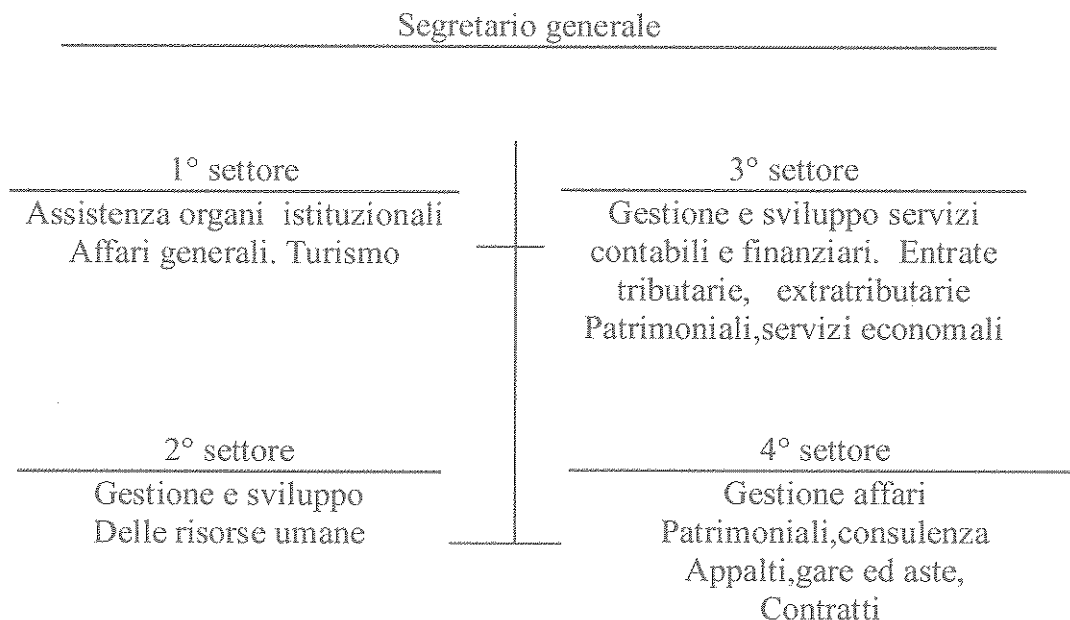 Segretario generale
1° settore
Assistenza organi istituzionali
Affari generali. Turismo
3° settore
Gestione e sviluppo servizi
contabili e finanziari. Entrate
tributarie, extratributarie
Patrimoniali,servizi economali
2° settore
Gestione e sviluppo
Delle risorse umane
4° settore
Gestione affari
Patrimoniali,consulenza
Appalti,gare ed aste,
Contratti